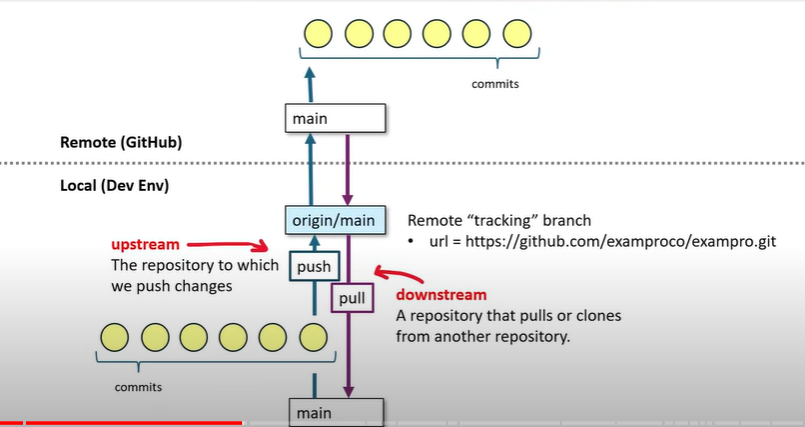 commits
main
Remote (GitHub)
Local (Dev Env)
origin/main
Remote “tracking” branch
• url = https://github.com/examproco/exampro.git
upstream
The repository to which
we push changes
push
pull
downstream
A repository that pulls or clones
from another repository.
commits
main